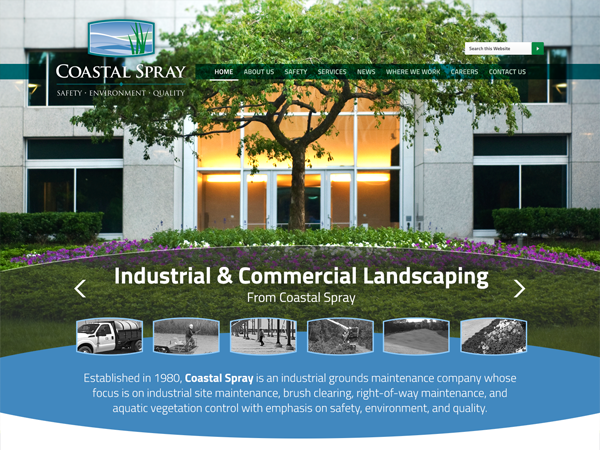 Search this Website
COASTAL SPRAY
SAFETY · ENVIRONMENT · QUALITY
HOME ABOUT US SAFETY SERVICES NEWS WHERE WE WORK CAREERS CONTACT US
Industrial & Commercial Landscaping
From Coastal Spray
Established in 1980, Coastal Spray is an industrial grounds maintenance company whose
focus is on industrial site maintenance, brush clearing, right-of-way maintenance, and
aquatic vegetation control with emphasis on safety, environment, and quality.